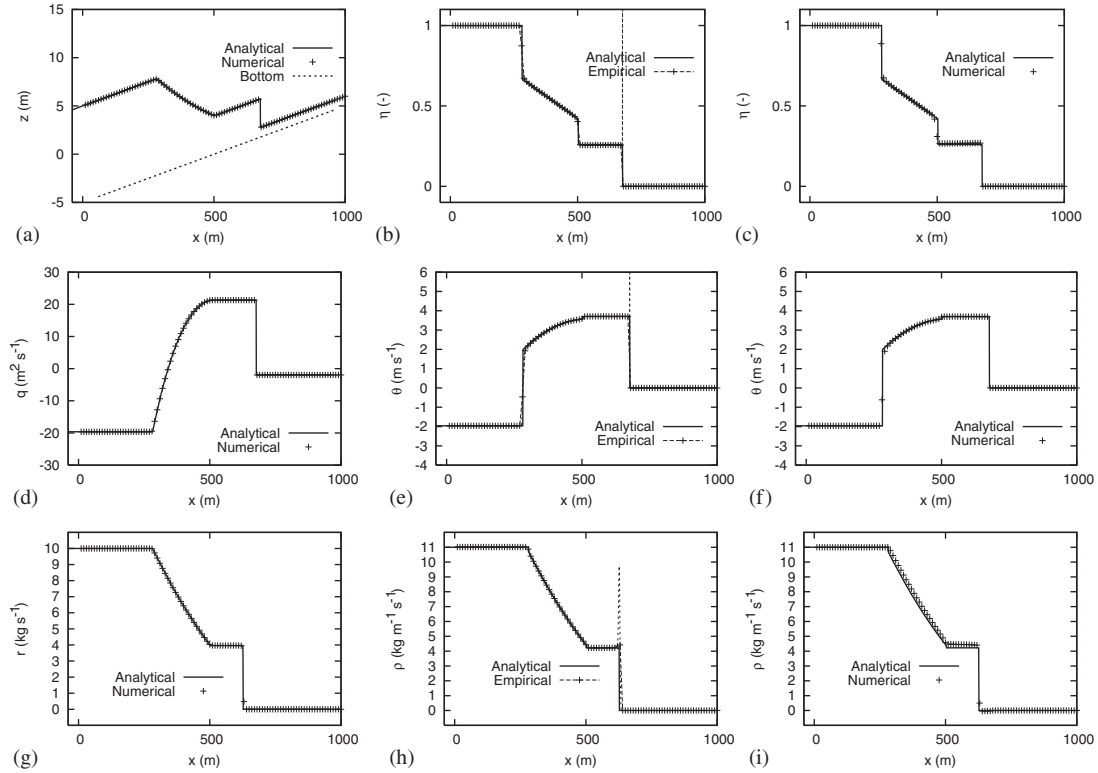 15
10
5
0
-5
z (m)
Analytical
Numerical
Bottom
0
500
1000
x (m)
(a)
1
0.5
0
η (-)
Analytical
Empirical
0
500
1000
x (m)
(b)
1
0.5
0
η (-)
Analytical
Numerical
0
500
1000
x (m)
(c)
30
20
10
0
-10
-20
-30
q (m² s⁻¹)
Analytical
Numerical
0
500
1000
x (m)
(d)
6
5
4
3
2
1
0
-1
-2
-3
-4
θ (m s⁻¹)
Analytical
Empirical
0
500
1000
x (m)
(e)
6
5
4
3
2
1
0
-1
-2
-3
-4
θ (m s⁻¹)
Analytical
Numerical
0
500
1000
x (m)
(f)
11
10
9
8
7
6
5
4
3
2
1
0
r (kg s⁻¹)
Analytical
Numerical
0
500
1000
x (m)
(g)
11
10
9
8
7
6
5
4
3
2
1
0
ρ (kg m⁻¹ s⁻¹)
Analytical
Empirical
0
500
1000
x (m)
(h)
11
10
9
8
7
6
5
4
3
2
1
0
ρ (kg m⁻¹ s⁻¹)
Analytical
Numerical
0
500
1000
x (m)
(i)